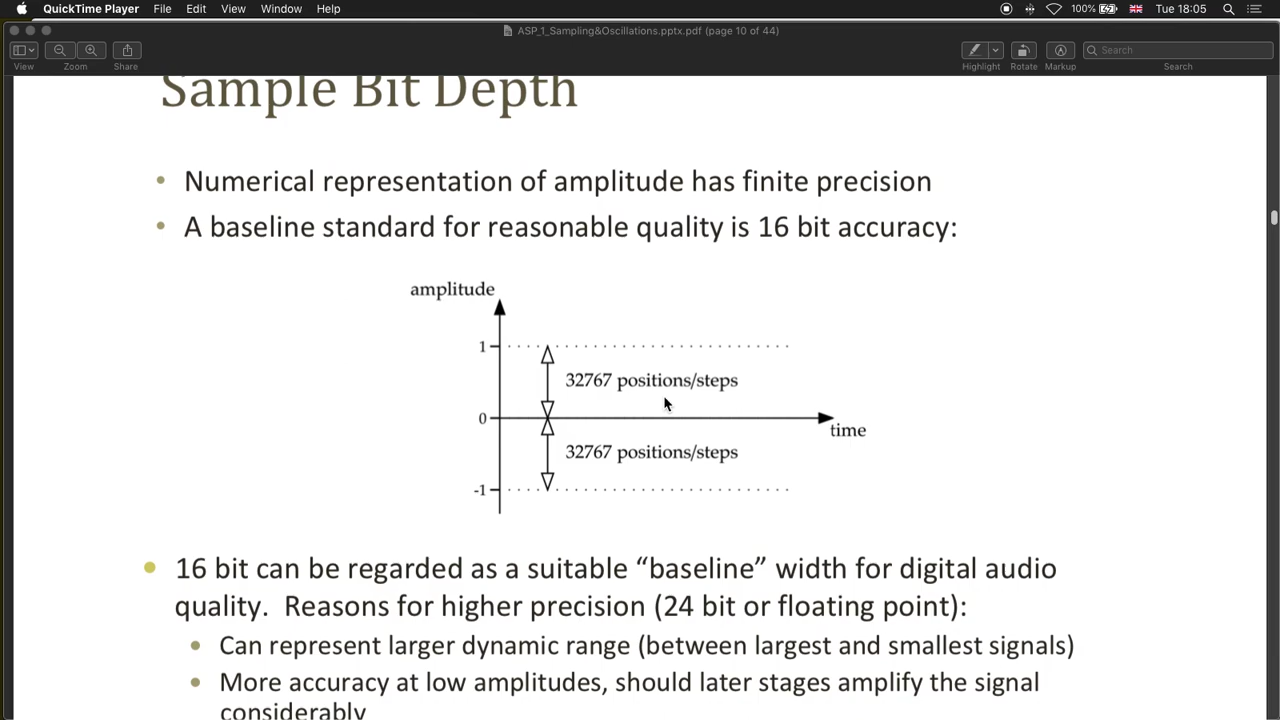 QuickTime Player File Edit View Window Help 100% Tue 18:05
ASP_1_Sampling&Oscillations.pptx.pdf (page 10 of 44)
Search
View Zoom Share Highlight Rotate Markup Search
Sample Bit Depth
• Numerical representation of amplitude has finite precision
• A baseline standard for reasonable quality is 16 bit accuracy:
amplitude
1
32767 positions/steps
0
time
32767 positions/steps
-1
• 16 bit can be regarded as a suitable “baseline” width for digital audio
quality. Reasons for higher precision (24 bit or floating point):
• Can represent larger dynamic range (between largest and smallest signals)
• More accuracy at low amplitudes, should later stages amplify the signal
considerably